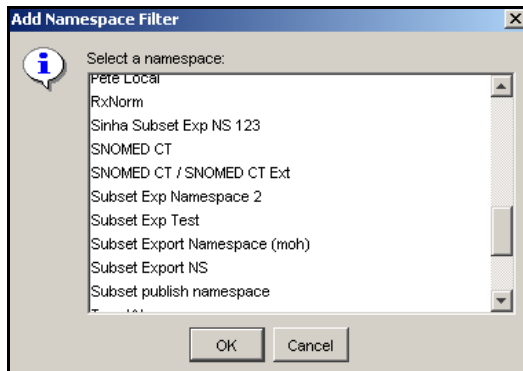 Add Namespace Filter
Select a namespace:
Pete Local
RxNorm
Sinha Subset Exp NS 123
SNOMED CT
SNOMED CT / SNOMED CT Ext
Subset Exp Namespace 2
Subset Exp Test
Subset Export Namespace (moh)
Subset Export NS
Subset publish namespace
OK Cancel